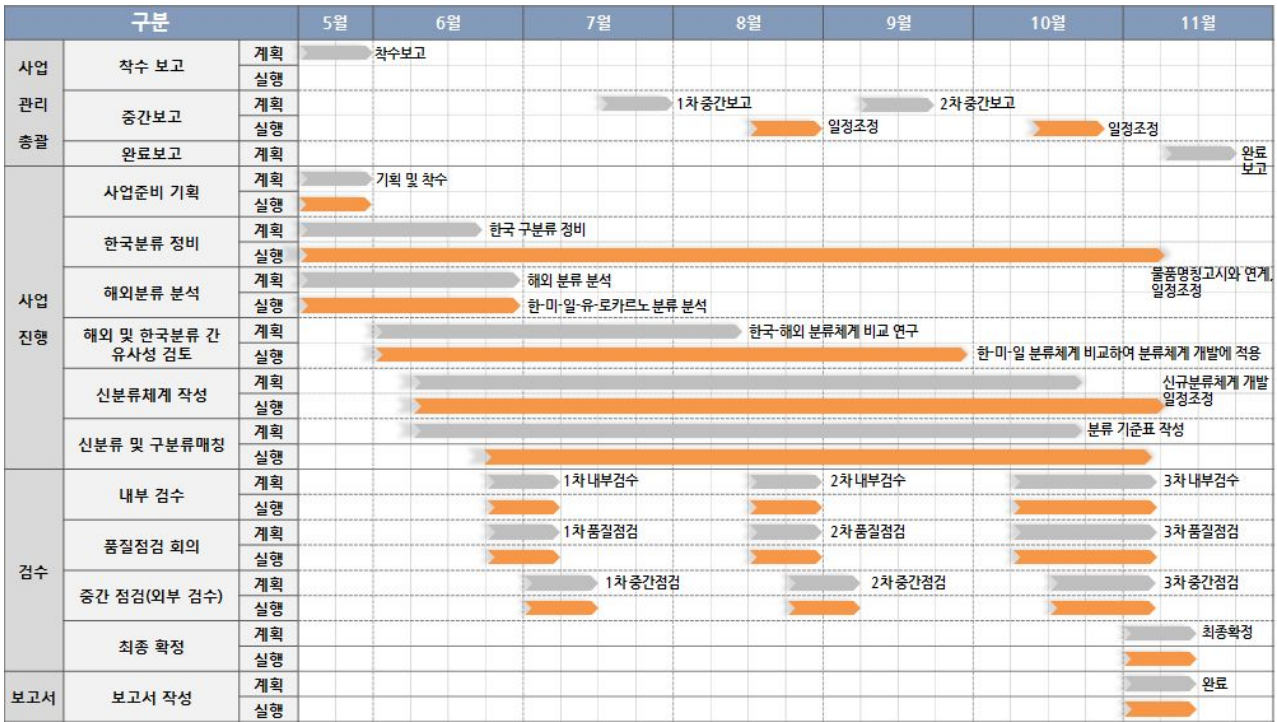 구분 5월 6월 7월 8월 9월 10월 11월
사업
관리
총괄
착수 보고
계획 착수보고
실행
중간보고
계획 1차 중간보고 2차 중간보고
실행 일정조정 일정조정
완료보고
계획 완료
보고
사업
진행
사업준비 기획
계획 기획 및 착수
실행
한국분류 정비
계획 한국 구분류 정비
실행
물품명칭고시와 연계,
일정조정
해외분류 분석
계획 해외 분류 분석
실행 한-미-일-유-로카르노 분류 분석
해외 및 한국분류 간
유사성 검토
계획 한국-해외 분류체계 비교 연구
실행 한-미-일 분류체계 비교하여 분류체계 개발에 적용
신분류체계 작성
계획 신규분류체계 개발
실행 일정조정
신분류 및 구분류매칭
계획 분류 기준표 작성
실행
검수
내부 검수
계획 1차 내부검수 2차 내부검수 3차 내부검수
실행
품질점검 회의
계획 1차 품질점검 2차 품질점검 3차 품질점검
실행
중간 점검(외부 검수)
계획 1차 중간점검 2차 중간점검 3차 중간점검
실행
최종 확정
계획 최종확정
실행
보고서
보고서 작성
계획 완료
실행